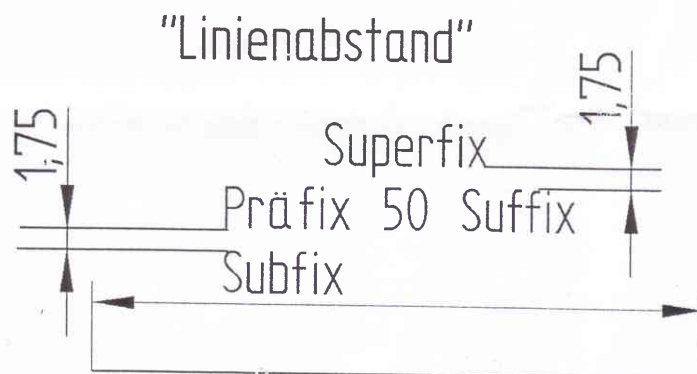 "Linienabstand"
1,75
1,75
Superfix
Präfix 50 Suffix
Subfix